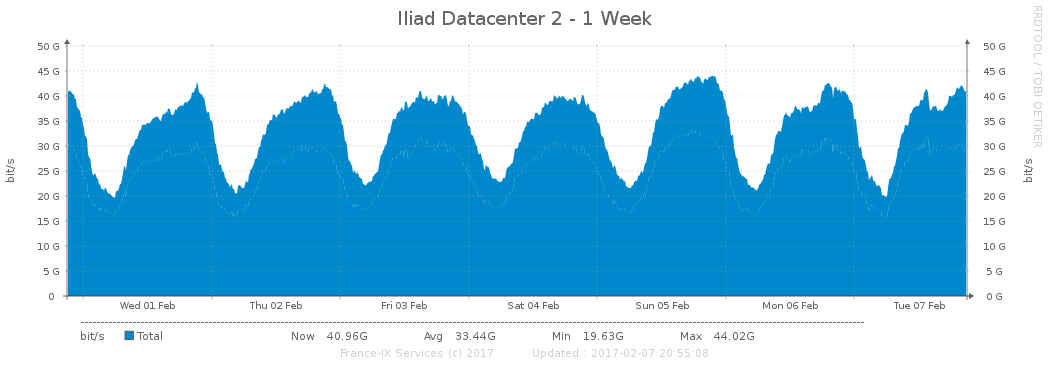 Iliad Datacenter 2 - 1 Week
RRDTOOL / TOBI OETIKER
50 G 50 G
45 G 45 G
40 G 40 G
35 G 35 G
30 G 30 G
25 G 25 G
20 G 20 G
15 G 15 G
10 G 10 G
5 G 5 G
0 0 G
bit/s
bit/s
Wed 01 Feb Thu 02 Feb Fri 03 Feb Sat 04 Feb Sun 05 Feb Mon 06 Feb Tue 07 Feb
bit/s Total Now 40.96G Avg 33.44G Min 19.63G Max 44.02G
France-IX Services (c) 2017 Updated : 2017-02-07 20:55:08